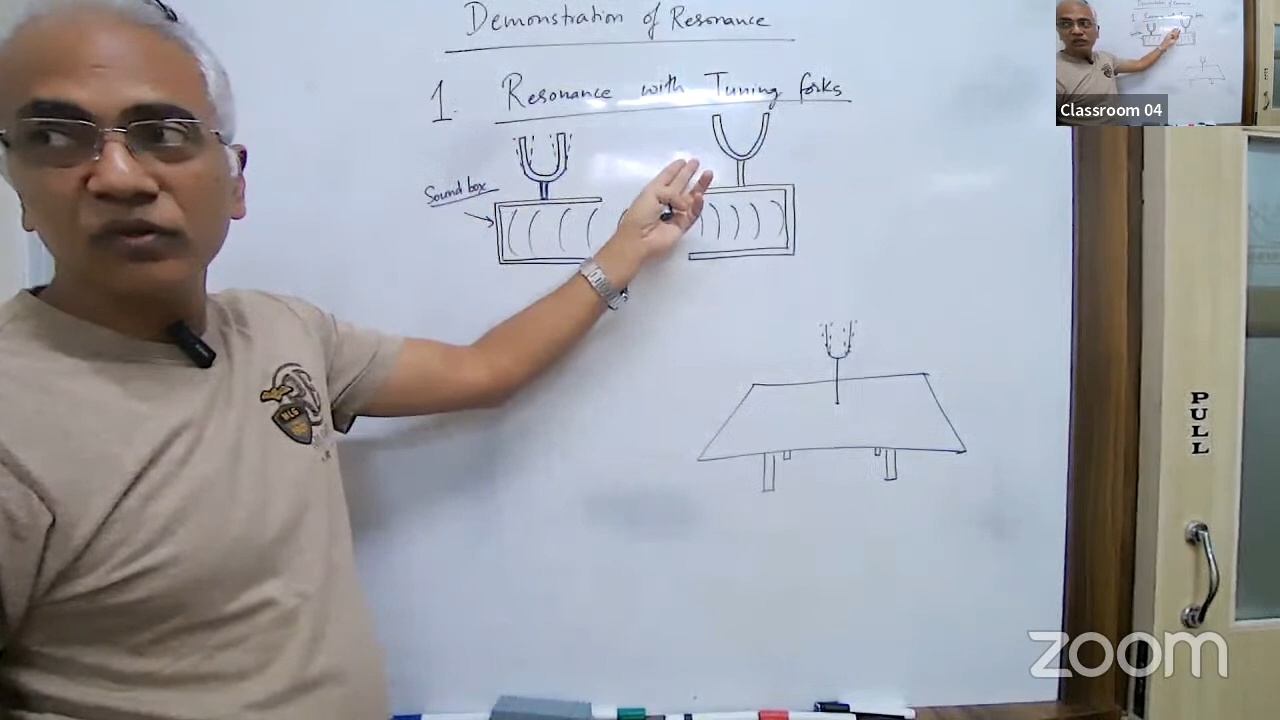 Demonstration of Resonance
1. Resonance with Tuning forks
Sound box
Classroom 04
PULL
zoom